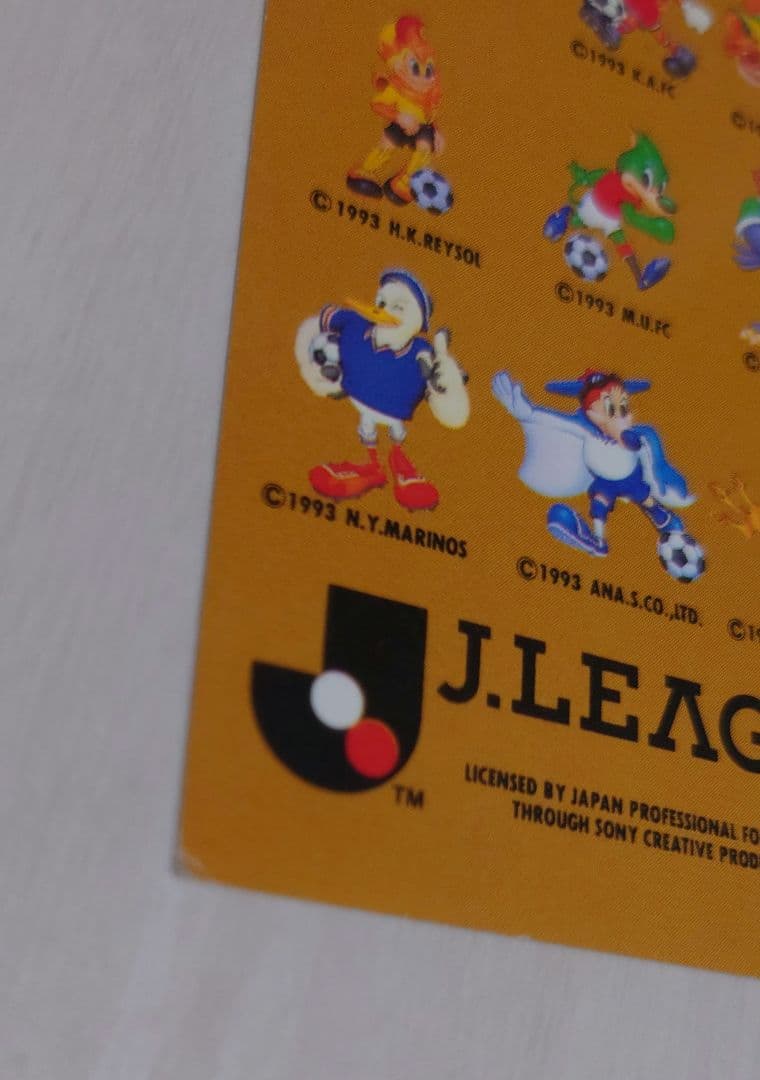 ©1993 K.A.FC
©1993 H.K.REYSOL
©1993 M.U.FC
©1993 N.Y.MARINOS
©1993 ANA.S.CO.,LTD.
J.LEAG
TM
LICENSED BY JAPAN PROFESSIONAL FO
THROUGH SONY CREATIVE PROD